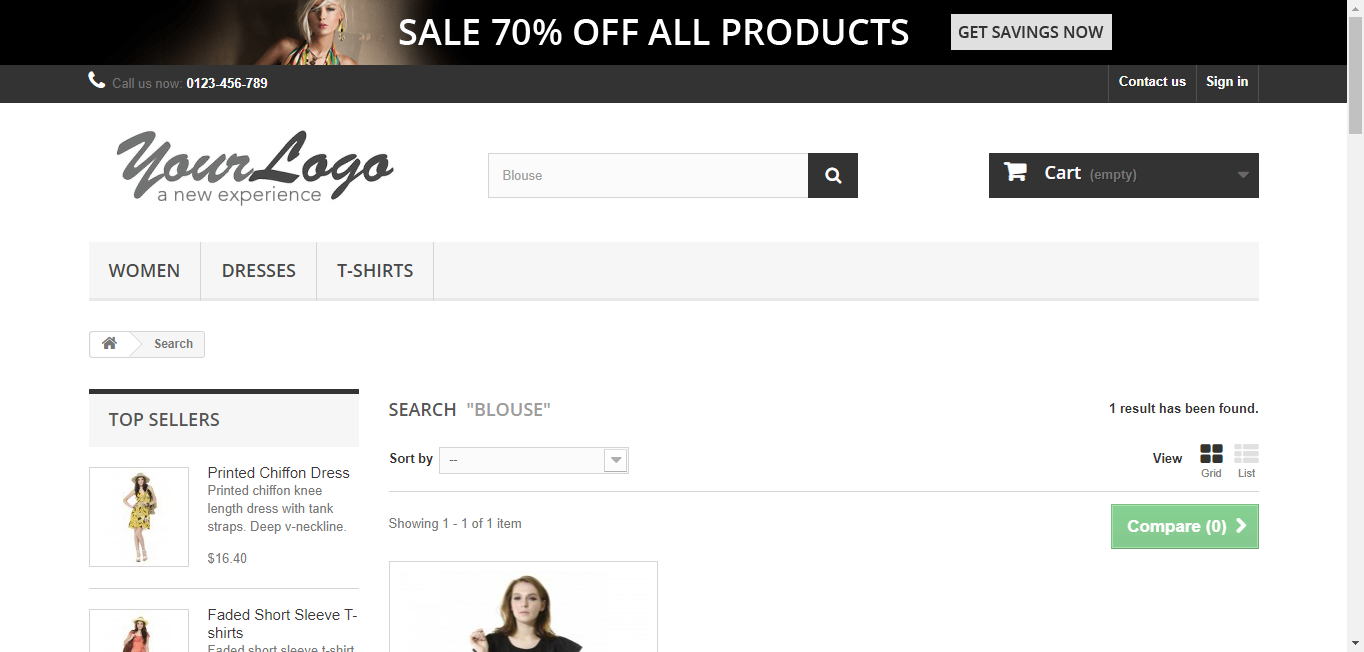 SALE 70% OFF ALL PRODUCTS
GET SAVINGS NOW
Call us now: 0123-456-789
Contact us
Sign in
YourLogo
a new experience
Blouse
Cart (empty)
WOMEN
DRESSES
T-SHIRTS
Search
TOP SELLERS
Printed Chiffon Dress
Printed chiffon knee
length dress with tank
straps. Deep v-neckline.
$16.40
Faded Short Sleeve T-
shirts
Faded short sleeve t-shirt
SEARCH "BLOUSE"
1 result has been found.
Sort by --
View
Grid
List
Showing 1 - 1 of 1 item
Compare (0)